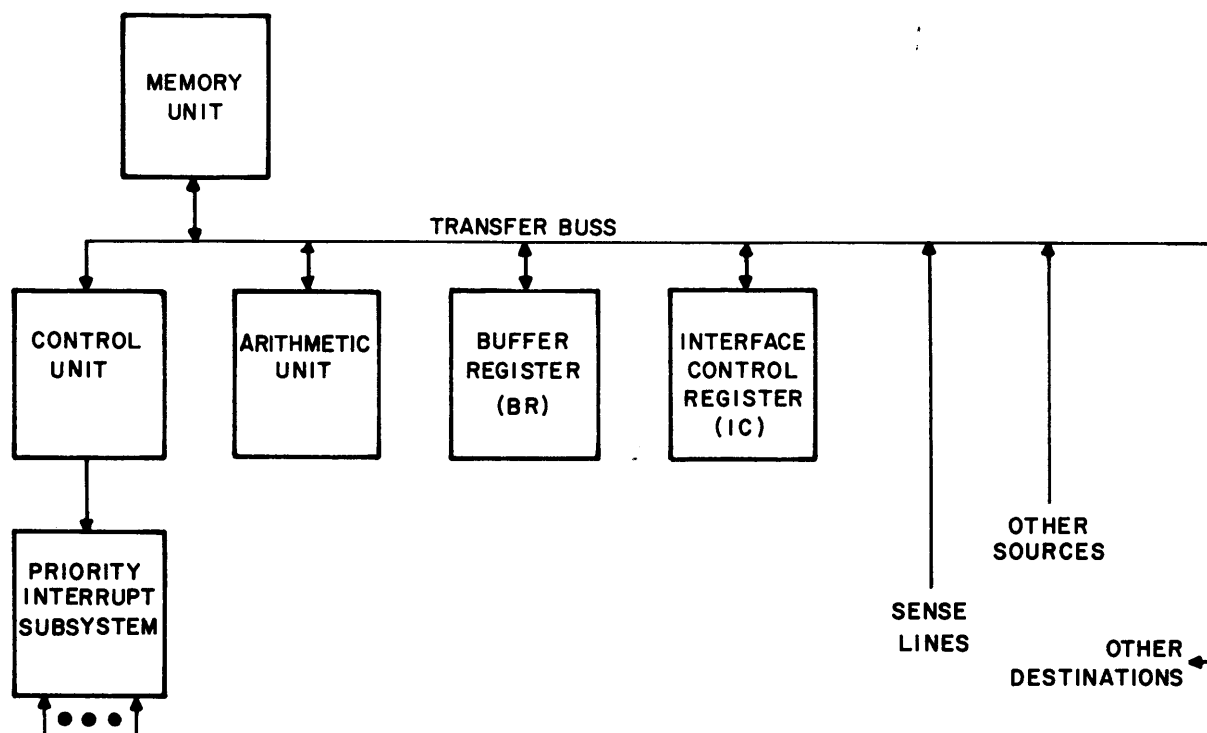 MEMORY
UNIT
TRANSFER BUSS
CONTROL
UNIT
ARITHMETIC
UNIT
BUFFER
REGISTER
(BR)
INTERFACE
CONTROL
REGISTER
(IC)
PRIORITY
INTERRUPT
SUBSYSTEM
OTHER
SOURCES
SENSE
LINES
OTHER
DESTINATIONS